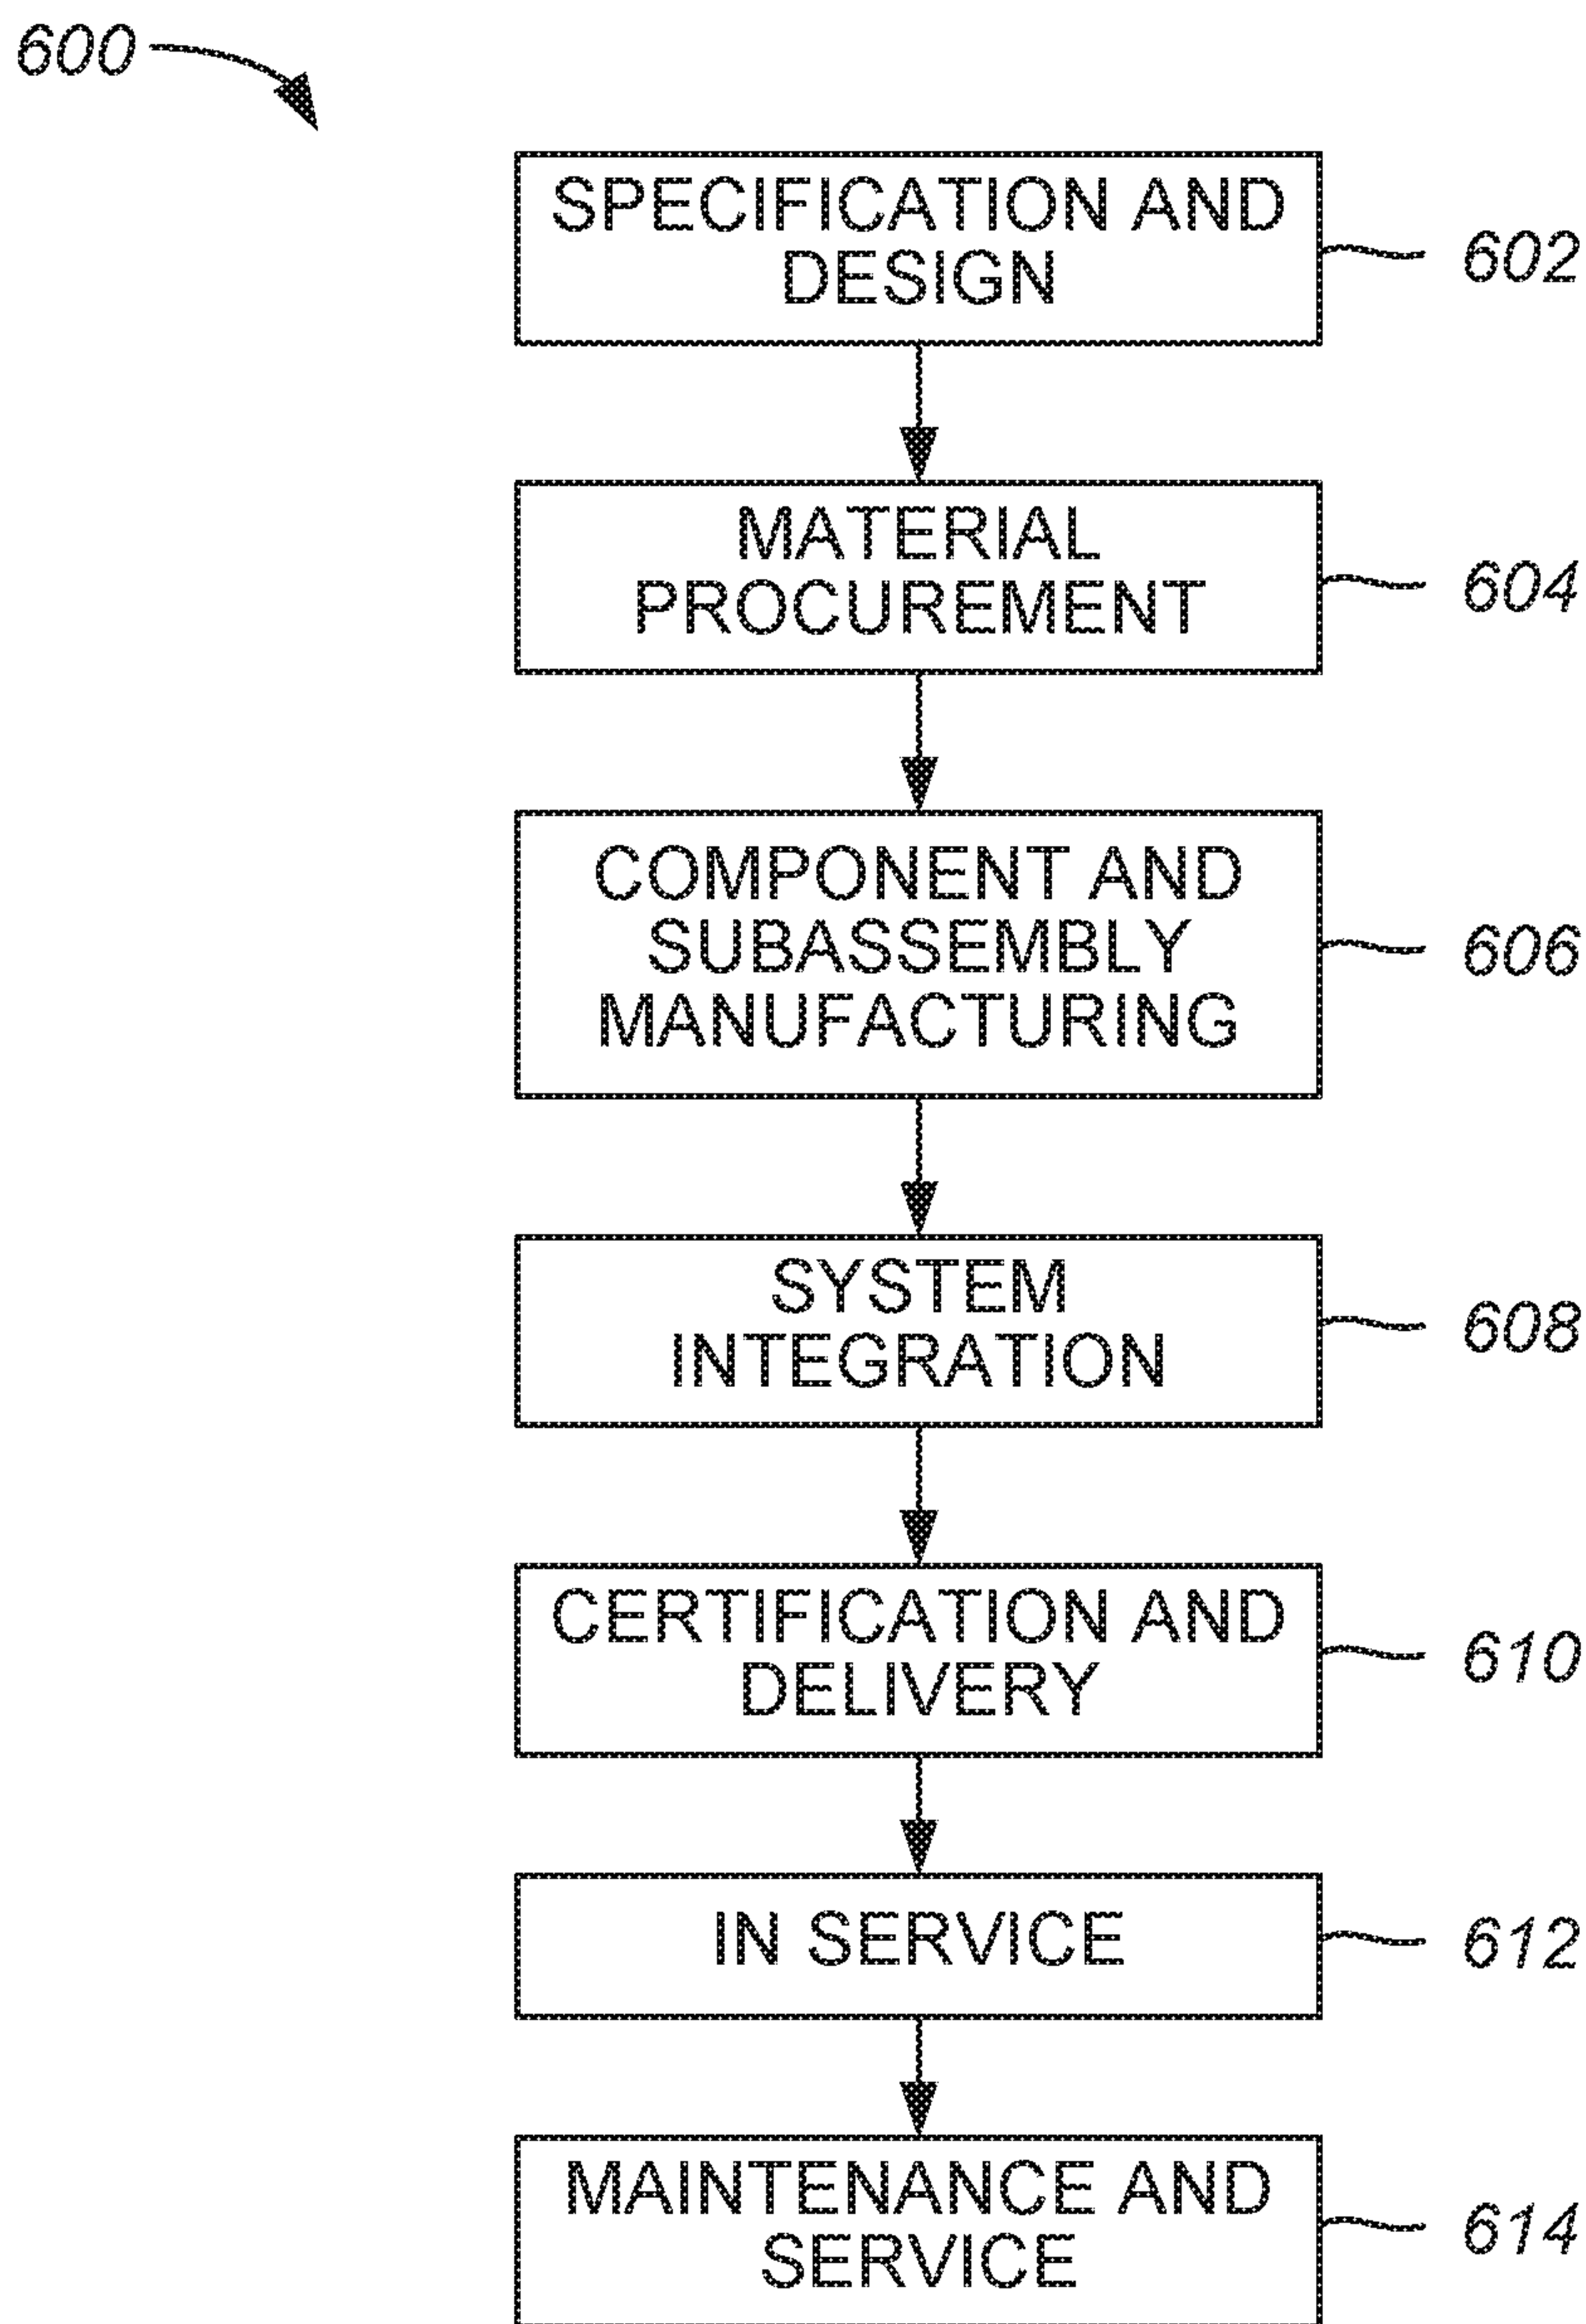 600
SPECIFICATION AND
DESIGN
602
MATERIAL
PROCUREMENT
604
COMPONENT AND
SUBASSEMBLY
MANUFACTURING
606
SYSTEM
INTEGRATION
608
CERTIFICATION AND
DELIVERY
610
IN SERVICE
612
MAINTENANCE AND
SERVICE
614